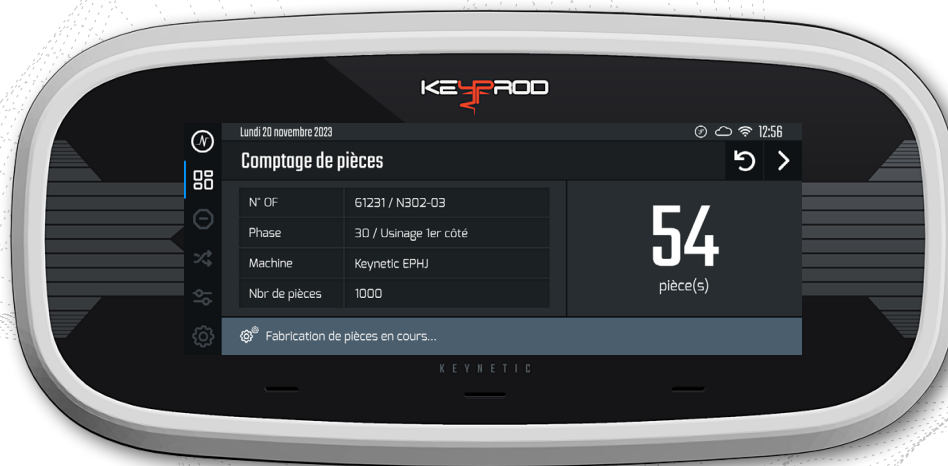 KEYPROD
Lundi 20 novembre 2023
12:56
Comptage de pièces
N° OF 61231 / N302-03
Phase 30 / Usinage 1er côté
Machine Keynetic EPHJ
Nbr de pièces 1000
54
pièce(s)
Fabrication de pièces en cours...
KEYNETIC